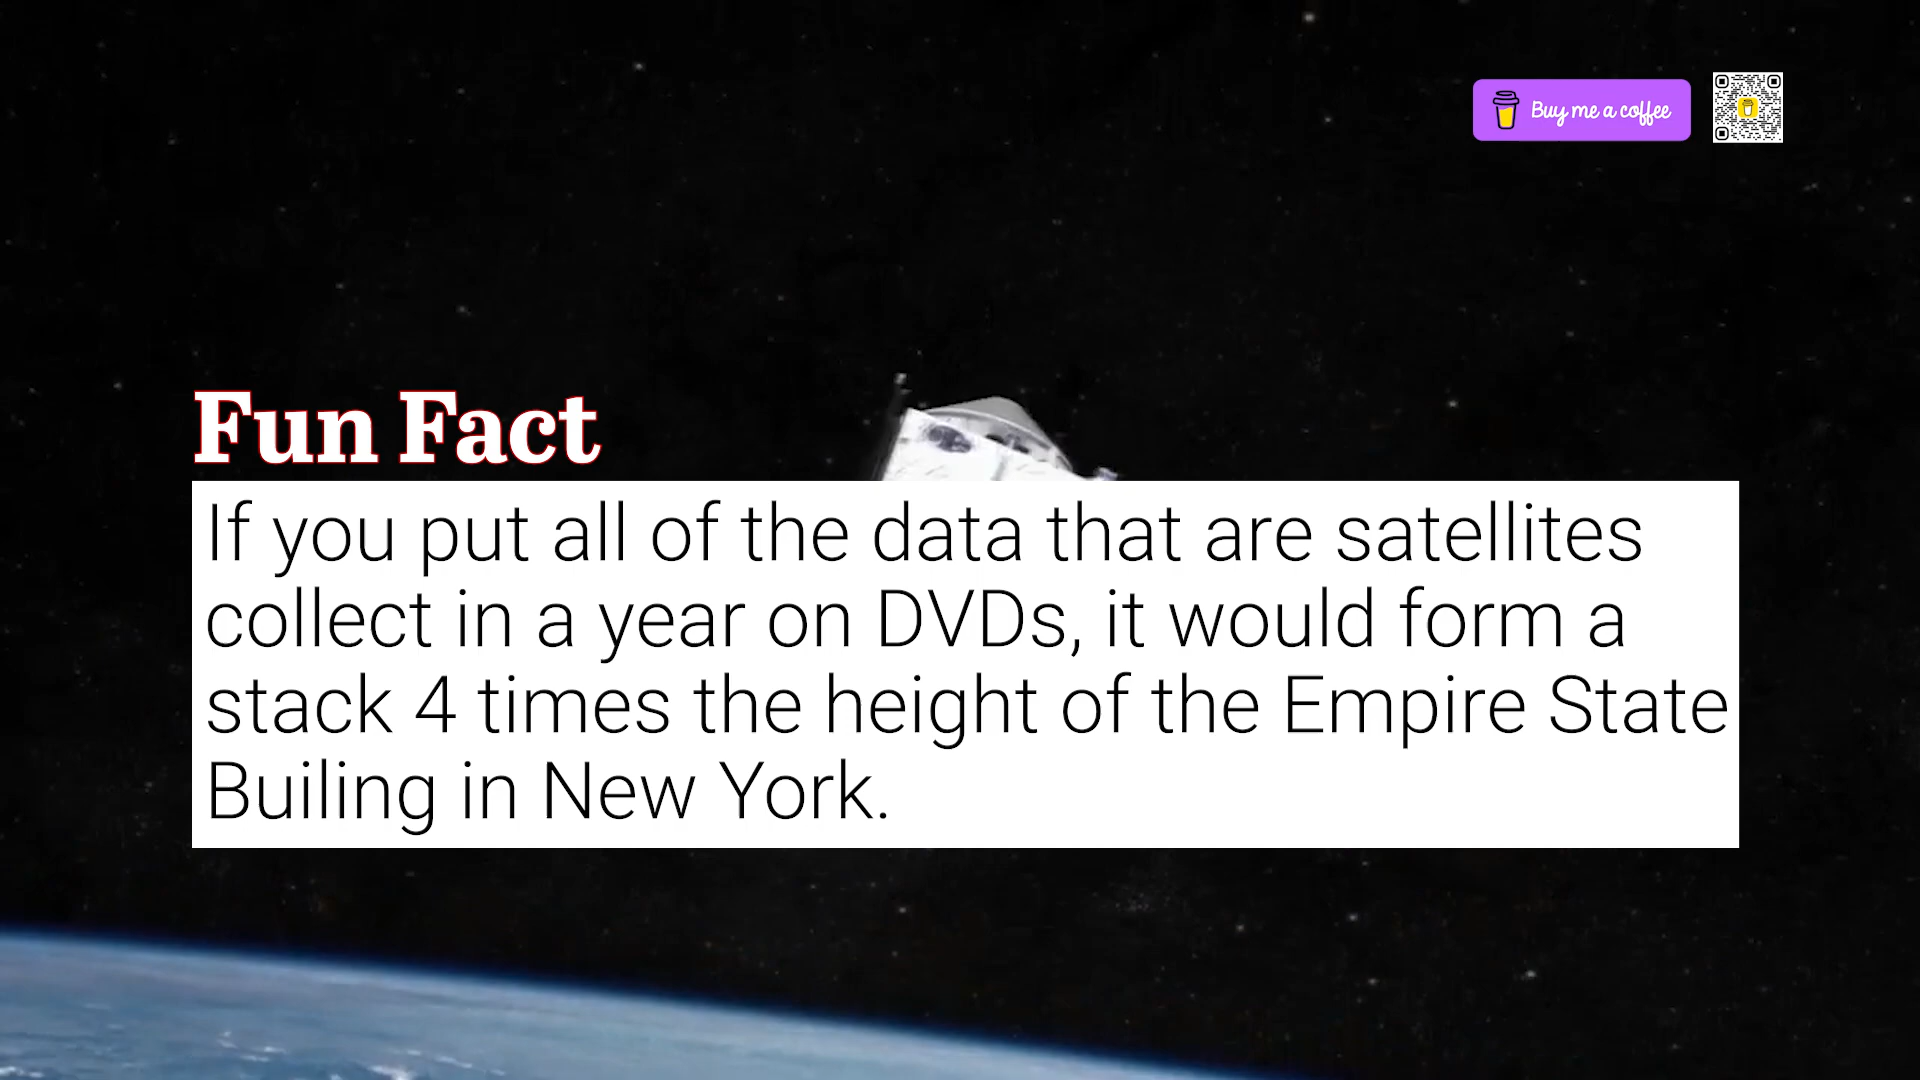 Buy me a coffee
Fun Fact
If you put all of the data that are satellites
collect in a year on DVDs, it would form a
stack 4 times the height of the Empire State
Builing in New York.